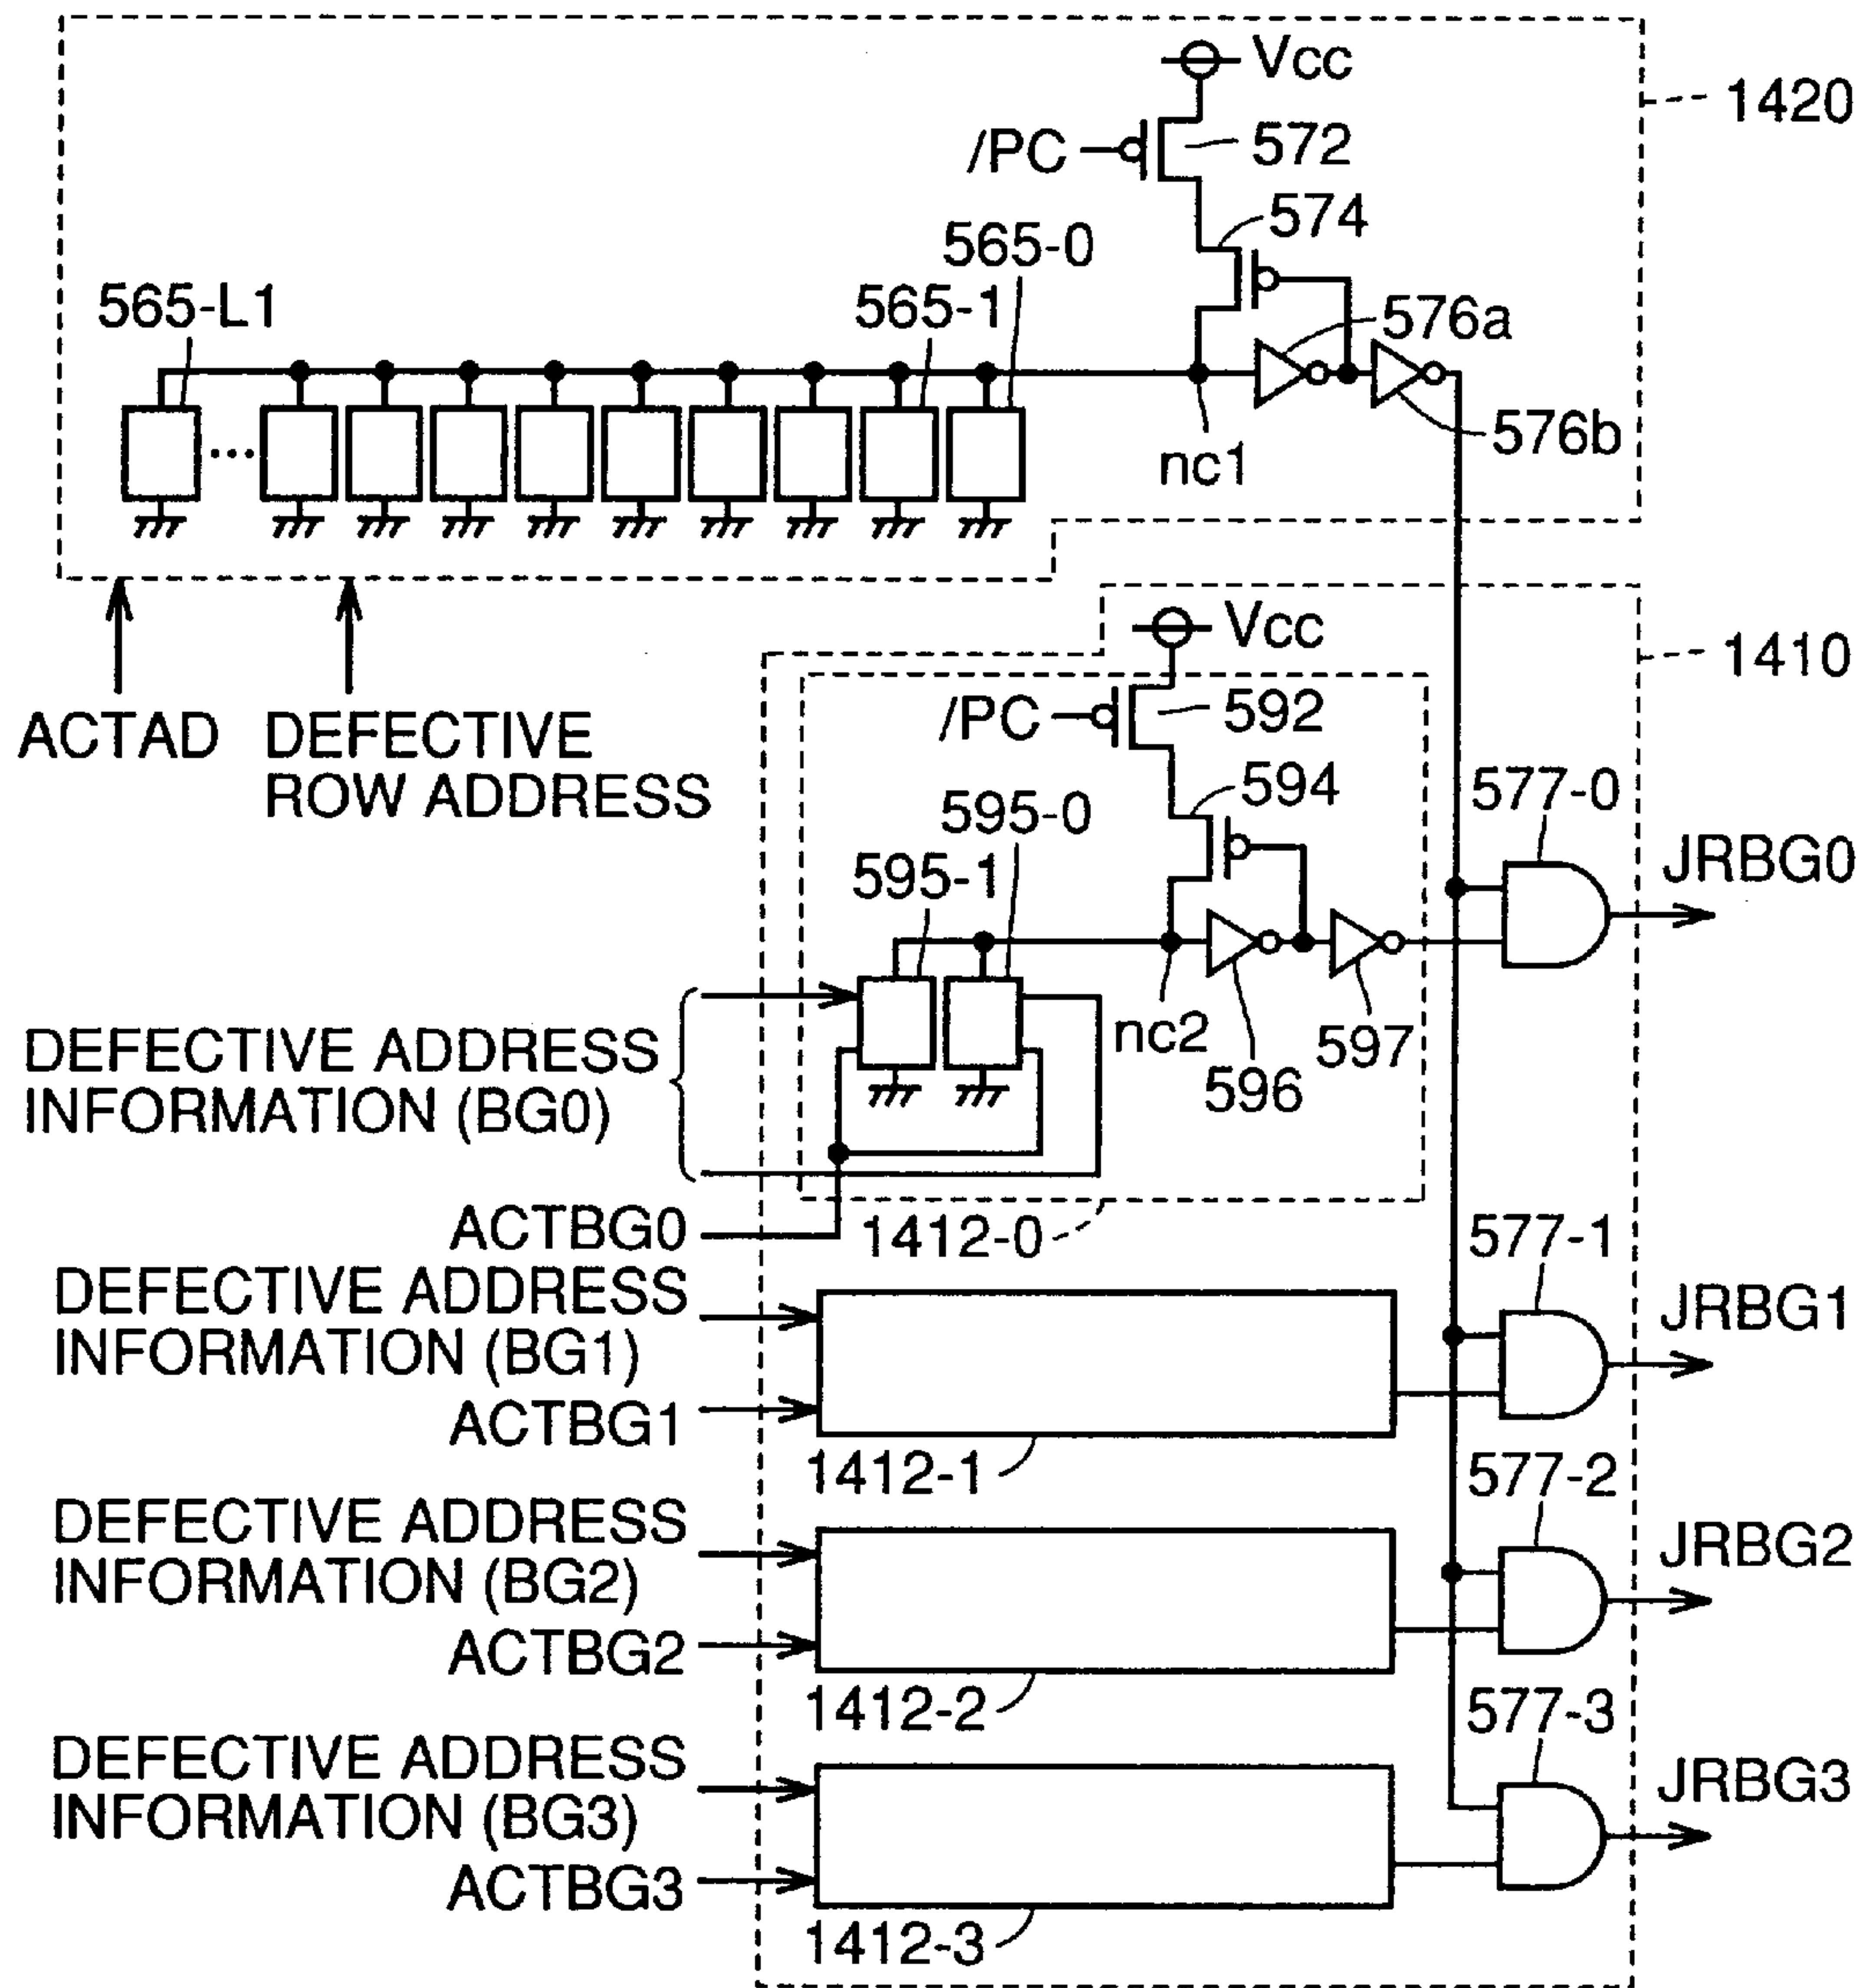 Vcc
1420
/PC
572
574
565-0
565-L1
565-1
576a
576b
nc1
...
Vcc
1410
ACTAD
DEFECTIVE
ROW ADDRESS
/PC
592
594
577-0
595-0
595-1
JRBG0
DEFECTIVE ADDRESS
INFORMATION (BG0)
nc2
597
596
ACTBG0
1412-0
577-1
DEFECTIVE ADDRESS
INFORMATION (BG1)
JRBG1
ACTBG1
1412-1
577-2
DEFECTIVE ADDRESS
INFORMATION (BG2)
JRBG2
ACTBG2
1412-2
577-3
DEFECTIVE ADDRESS
INFORMATION (BG3)
JRBG3
ACTBG3
1412-3